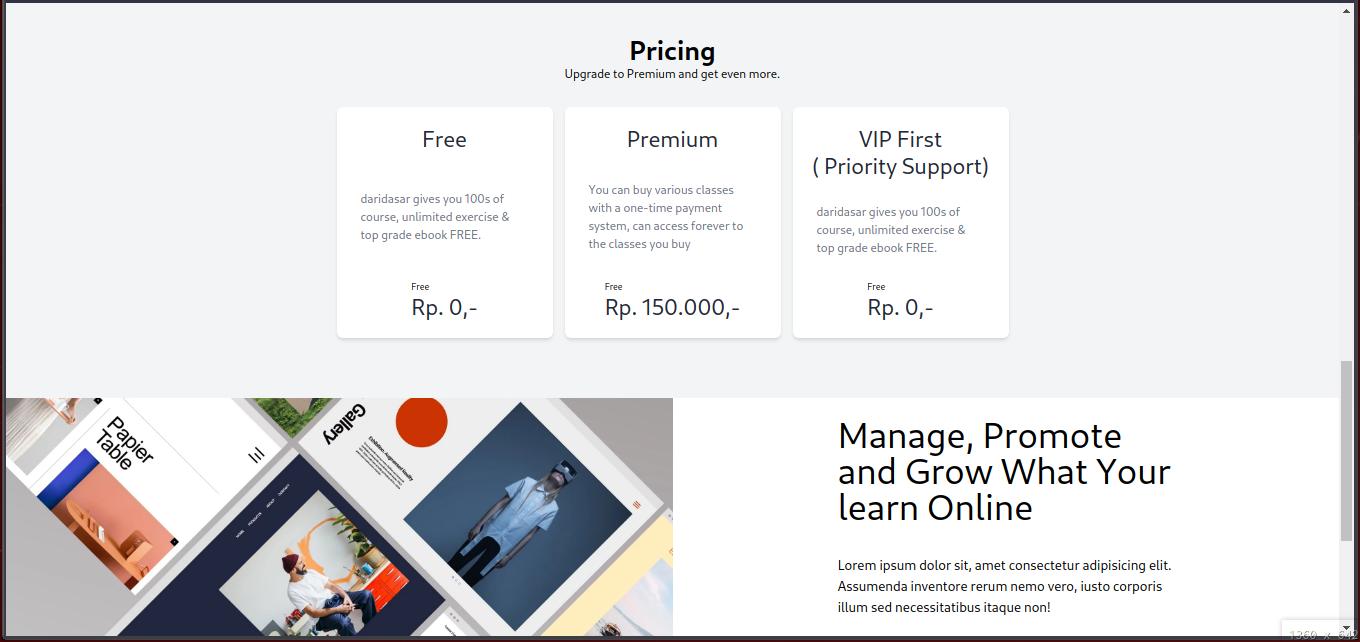 Pricing
Upgrade to Premium and get even more.
Free
daridasar gives you 100s of
course, unlimited exercise &
top grade ebook FREE.
Free
Rp. 0,-
Premium
You can buy various classes
with a one-time payment
system, can access forever to
the classes you buy
Free
Rp. 150.000,-
VIP First
( Priority Support)
daridasar gives you 100s of
course, unlimited exercise &
top grade ebook FREE.
Free
Rp. 0,-
Papier
Table
Gallery
Manage, Promote
and Grow What Your
learn Online
Lorem ipsum dolor sit, amet consectetur adipisicing elit.
Assumenda inventore rerum nemo vero, iusto corporis
illum sed necessitatibus itaque non!